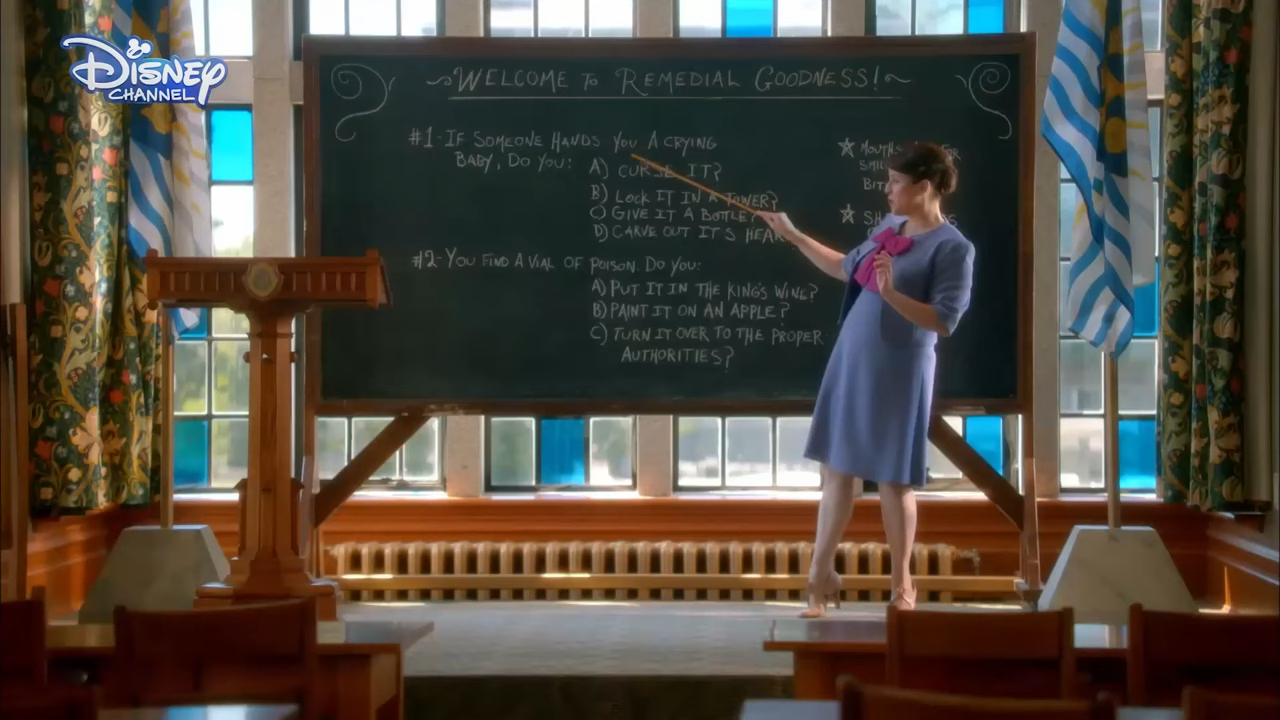 Disney
CHANNEL
WELCOME TO REMEDIAL GOODNESS!
#1-IF SOMEONE HANDS YOU A CRYING
BABY, DO YOU:
A) CURSE IT?
B) LOCK IT IN A TOWER?
C) GIVE IT A BOTTLE?
D) CARVE OUT IT'S HEAR
#2-YOU FIND A VIAL OF POISON. DO YOU:
A) PUT IT IN THE KING'S WINE?
B) PAINT IT ON AN APPLE?
C) TURN IT OVER TO THE PROPER
AUTHORITIES?